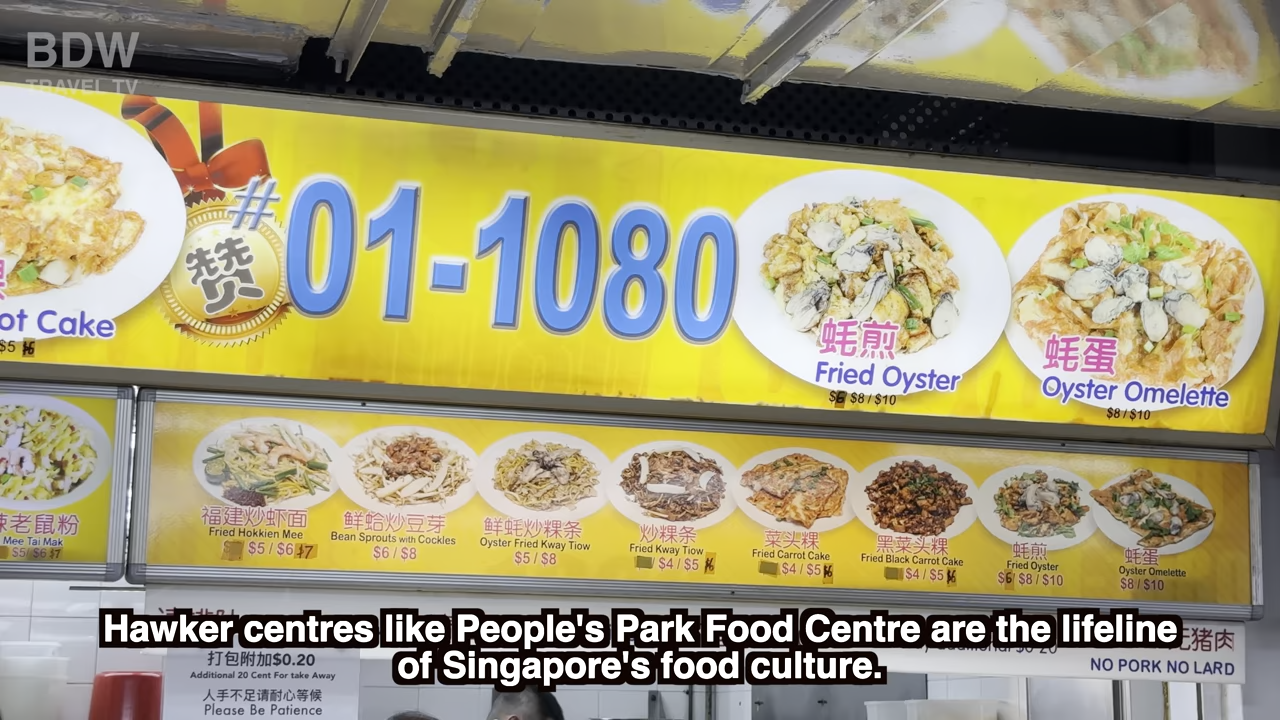 BDW
TRAVEL TV
#01-1080
赞
ot Cake
$5
蚝煎
Fried Oyster
$8 / $10
蚝蛋
Oyster Omelette
$8 / $10
老鼠粉
Mee Tai Mak
$5 $6 $7
福建炒虾面
Fried Hokkien Mee
$5 / $6 /7
鲜蛤炒豆芽
Bean Sprouts with Cockles
$6 / $8
鲜蚝炒粿条
Oyster Fried Kway Tiow
$5 / $8
炒粿条
Fried Kway Tiow
$4 / $5
菜头粿
Fried Carrot Cake
$4 / $5
黑菜头粿
Fried Black Carrot Cake
$4 / $5
蚝煎
Fried Oyster
$6 $8 / $10
蚝蛋
Oyster Omelette
$8 / $10
Hawker centres like People's Park Food Centre are the lifeline
of Singapore's food culture.
打包附加$0.20
Additional 20 Cent For take Away
人手不足请耐心等候
Please Be Patience
猪肉
NO PORK NO LARD